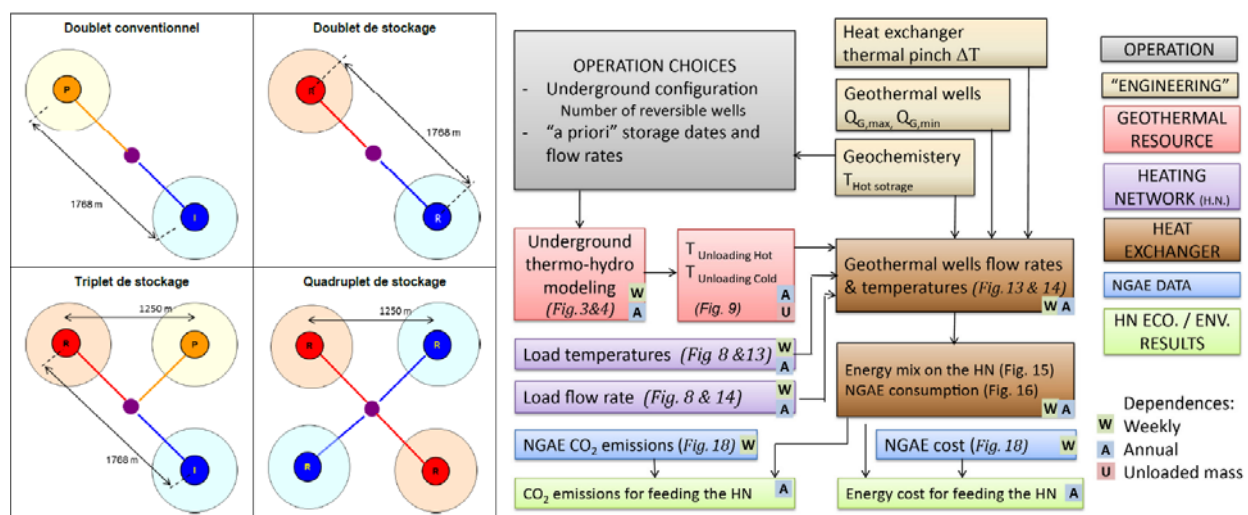 Doublet conventionnel
P
1768 m
I
Doublet de stockage
R
1768 m
R
Triplet de stockage
1250 m
R
P
1768 m
I
Quadruplet de stockage
1250 m
R
R
R
R
OPERATION CHOICES
- Underground configuration
Number of reversible wells
- “a priori” storage dates and
flow rates
Heat exchanger
thermal pinch ΔT
Geothermal wells
QG,max, QG,min
Geochemistery
THot sotrage
Underground
thermo-hydro
modeling
(Fig.3&4)
W
A
T Unloading Hot
T Unloading Cold
(Fig. 9)
A
U
Geothermal wells flow rates
& temperatures (Fig. 13 & 14)
W A
Load temperatures (Fig 8 &13)
W
A
Load flow rate (Fig. 8 & 14)
W
A
Energy mix on the HN (Fig. 15)
NGAE consumption (Fig. 16)
W A
NGAE CO2 emissions (Fig. 18) W
NGAE cost (Fig. 18) W
CO2 emissions for feeding the HN A
Energy cost for feeding the HN A
OPERATION
“ENGINEERING”
GEOTHERMAL
RESOURCE
HEATING
NETWORK (H.N.)
HEAT
EXCHANGER
NGAE DATA
HN ECO. / ENV.
RESULTS
Dependences:
W Weekly
A Annual
U Unloaded mass